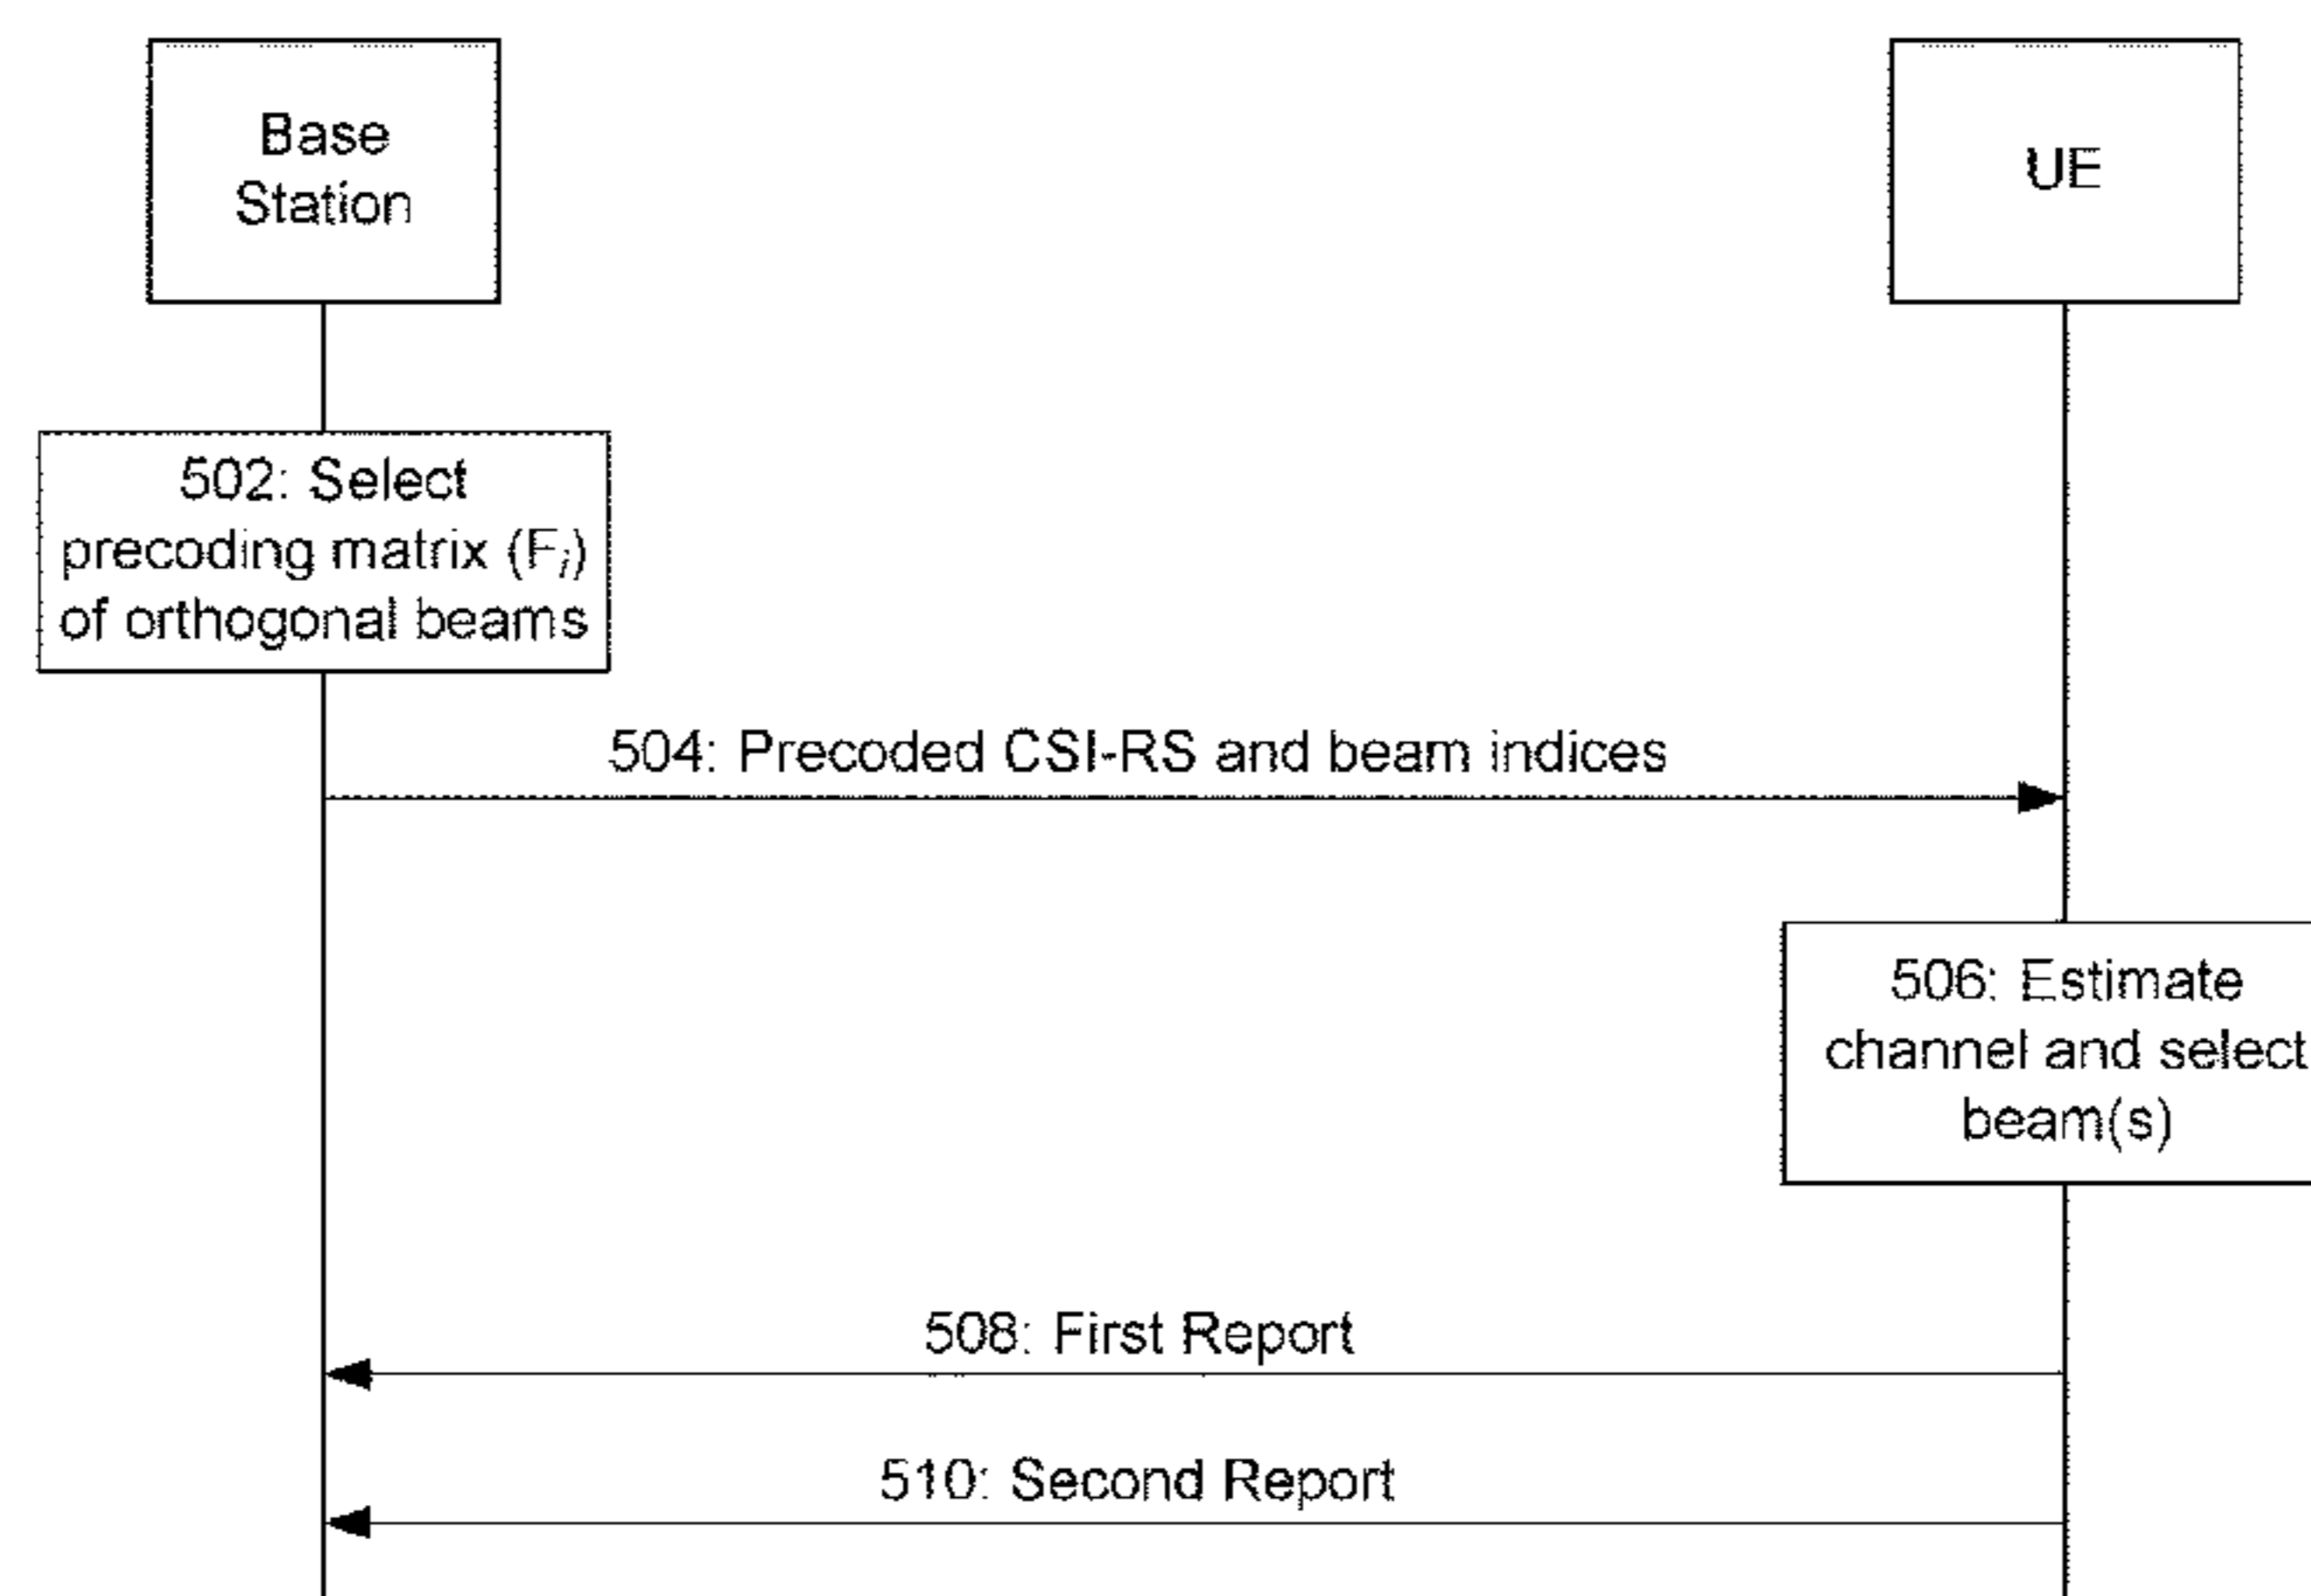 Base
Station
UE
502: Select
precoding matrix (Fᵢ)
of orthogonal beams
504: Precoded CSI-RS and beam indices
506: Estimate
channel and select
beam(s)
508: First Report
510: Second Report